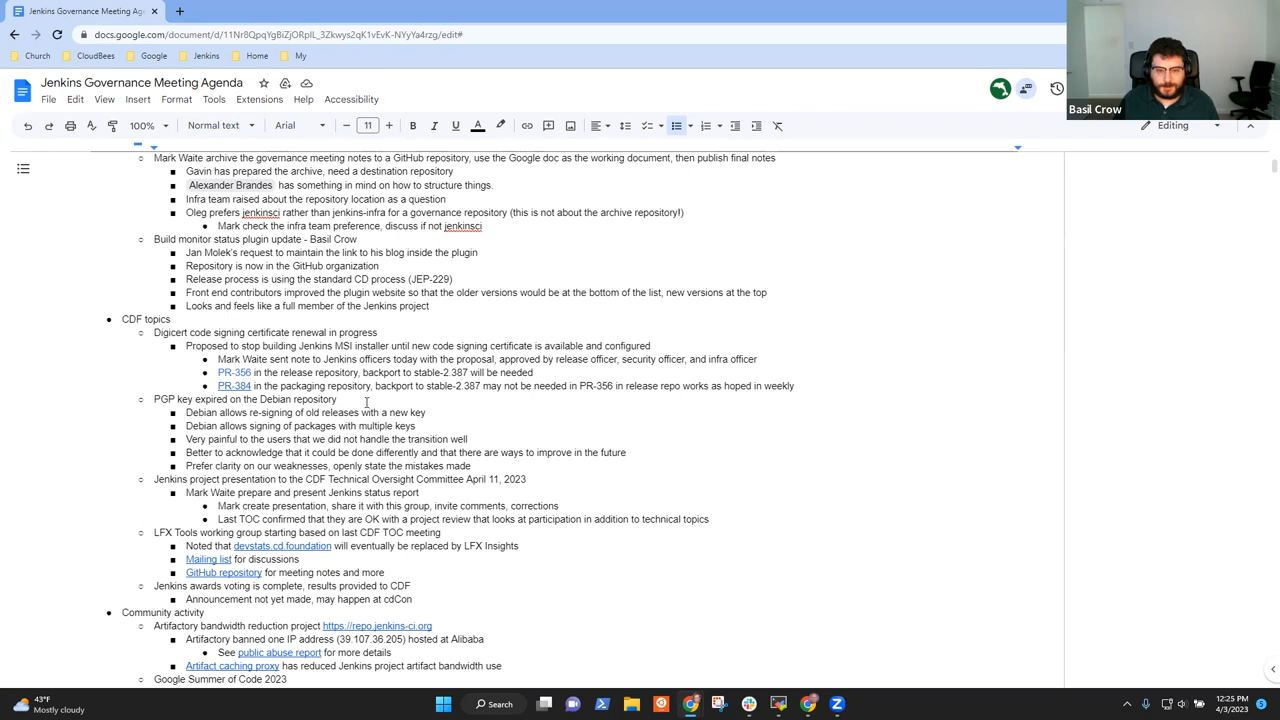 Jenkins Governance Meeting Age
docs.google.com/document/d/11Nr8QpqYgBiZjORplL_3Zkwys2qK1vEvK-NYyYa4rzg/edit#
Church CloudBees Google Jenkins Home My
Basil Crow
Jenkins Governance Meeting Agenda
File Edit View Insert Format Tools Extensions Help Accessibility
100% Normal text Arial 11 B I U A Editing
Mark Waite archive the governance meeting notes to a GitHub repository, use the Google doc as the working document, then publish final notes
Gavin has prepared the archive, need a destination repository
Alexander Brandes has something in mind on how to structure things.
Infra team raised about the repository location as a question
Oleg prefers jenkinsci rather than jenkins-infra for a governance repository (this is not about the archive repository!)
Mark check the infra team preference, discuss if not jenkinsci
Build monitor status plugin update - Basil Crow
Jan Molek's request to maintain the link to his blog inside the plugin
Repository is now in the GitHub organization
Release process is using the standard CD process (JEP-229)
Front end contributors improved the plugin website so that the older versions would be at the bottom of the list, new versions at the top
Looks and feels like a full member of the Jenkins project
CDF topics
Digicert code signing certificate renewal in progress
Proposed to stop building Jenkins MSI installer until new code signing certificate is available and configured
Mark Waite sent note to Jenkins officers today with the proposal, approved by release officer, security officer, and infra officer
PR-356 in the release repository, backport to stable-2.387 will be needed
PR-384 in the packaging repository, backport to stable-2.387 may not be needed in PR-356 in release repo works as hoped in weekly
PGP key expired on the Debian repository
Debian allows re-signing of old releases with a new key
Debian allows signing of packages with multiple keys
Very painful to the users that we did not handle the transition well
Better to acknowledge that it could be done differently and that there are ways to improve in the future
Prefer clarity on our weaknesses, openly state the mistakes made
Jenkins project presentation to the CDF Technical Oversight Committee April 11, 2023
Mark Waite prepare and present Jenkins status report
Mark create presentation, share it with this group, invite comments, corrections
Last TOC confirmed that they are OK with a project review that looks at participation in addition to technical topics
LFX Tools working group starting based on last CDF TOC meeting
Noted that devstats.cd.foundation will eventually be replaced by LFX Insights
Mailing list for discussions
GitHub repository for meeting notes and more
Jenkins awards voting is complete, results provided to CDF
Announcement not yet made, may happen at cdCon
Community activity
Artifactory bandwidth reduction project https://repo.jenkins-ci.org
Artifactory banned one IP address (39.107.36.205) hosted at Alibaba
See public abuse report for more details
Artifact caching proxy has reduced Jenkins project artifact bandwidth use
Google Summer of Code 2023
43°F
Mostly cloudy
Search
12:25 PM
4/3/2023